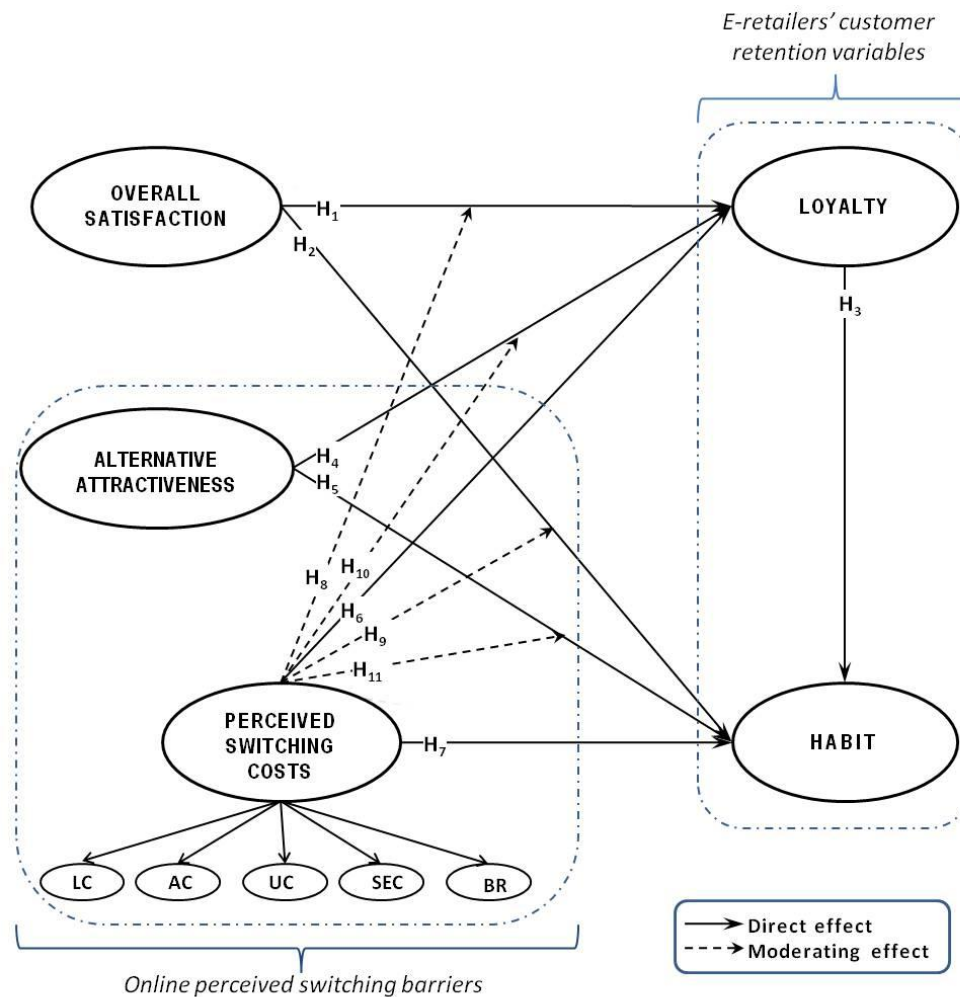 E-retailers' customer
retention variables
OVERALL
SATISFACTION
H1
LOYALTY
H2
H3
ALTERNATIVE
ATTRACTIVENESS
H4
H5
H10
H8
H6
H9
H11
PERCEIVED
SWITCHING
COSTS
H7
HABIT
LC
AC
UC
SEC
BR
Direct effect
Moderating effect
Online perceived switching barriers